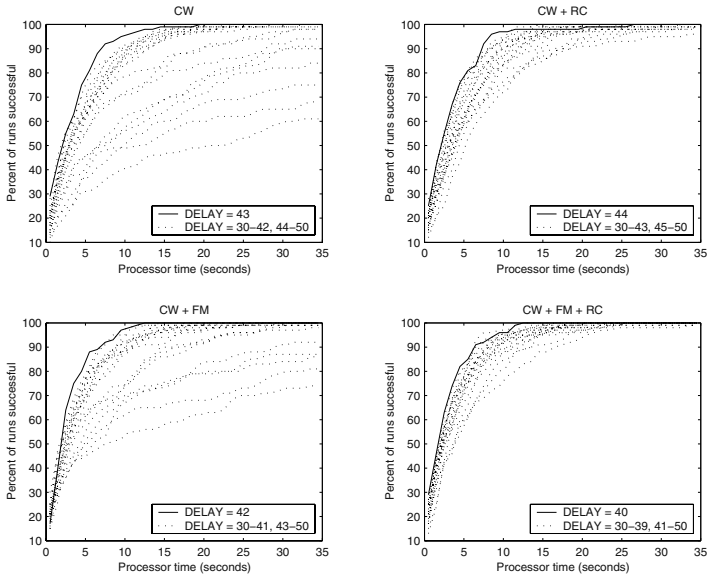 CW
Percent of runs successful
100
90
80
70
60
50
40
30
20
10
0 5 10 15 20 25 30 35
Processor time (seconds)
DELAY = 43
DELAY = 30−42, 44−50
CW + RC
Percent of runs successful
100
90
80
70
60
50
40
30
20
10
0 5 10 15 20 25 30 35
Processor time (seconds)
DELAY = 44
DELAY = 30−43, 45−50
CW + FM
Percent of runs successful
100
90
80
70
60
50
40
30
20
10
0 5 10 15 20 25 30 35
Processor time (seconds)
DELAY = 42
DELAY = 30−41, 43−50
CW + FM + RC
Percent of runs successful
100
90
80
70
60
50
40
30
20
10
0 5 10 15 20 25 30 35
Processor time (seconds)
DELAY = 40
DELAY = 30−39, 41−50